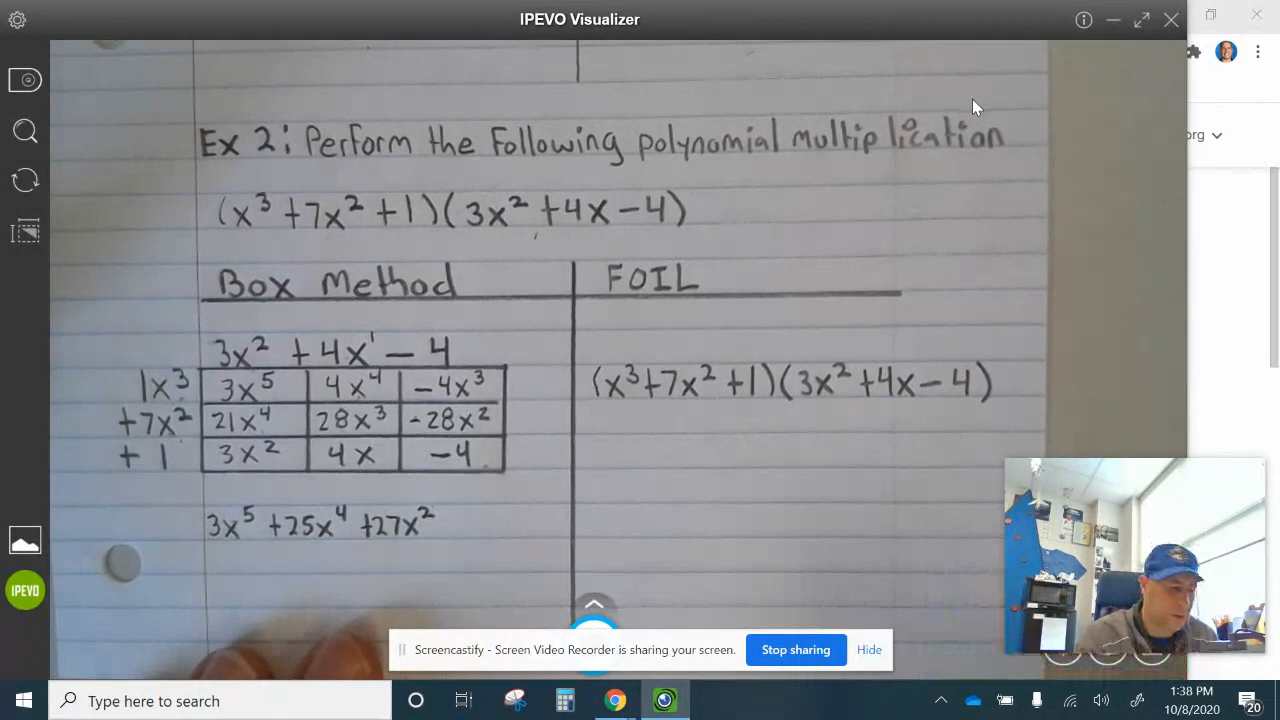 IPEVO Visualizer
org
Ex 2: Perform the Following polynomial multiplication
(x³ +7x² +1)(3x² +4x -4)
Box Method
FOIL
3x² + 4x¹ - 4
1x³ 3x⁵ 4x⁴ -4x³
+7x² 21x⁴ 28x³ -28x²
+ 1 3x² 4x -4
(x³+7x² +1)(3x² +4x - 4)
3x⁵ +25x⁴ +27x²
IPEVO
Screencastify - Screen Video Recorder is sharing your screen.
Stop sharing
Hide
Type here to search
1:38 PM
10/8/2020
20